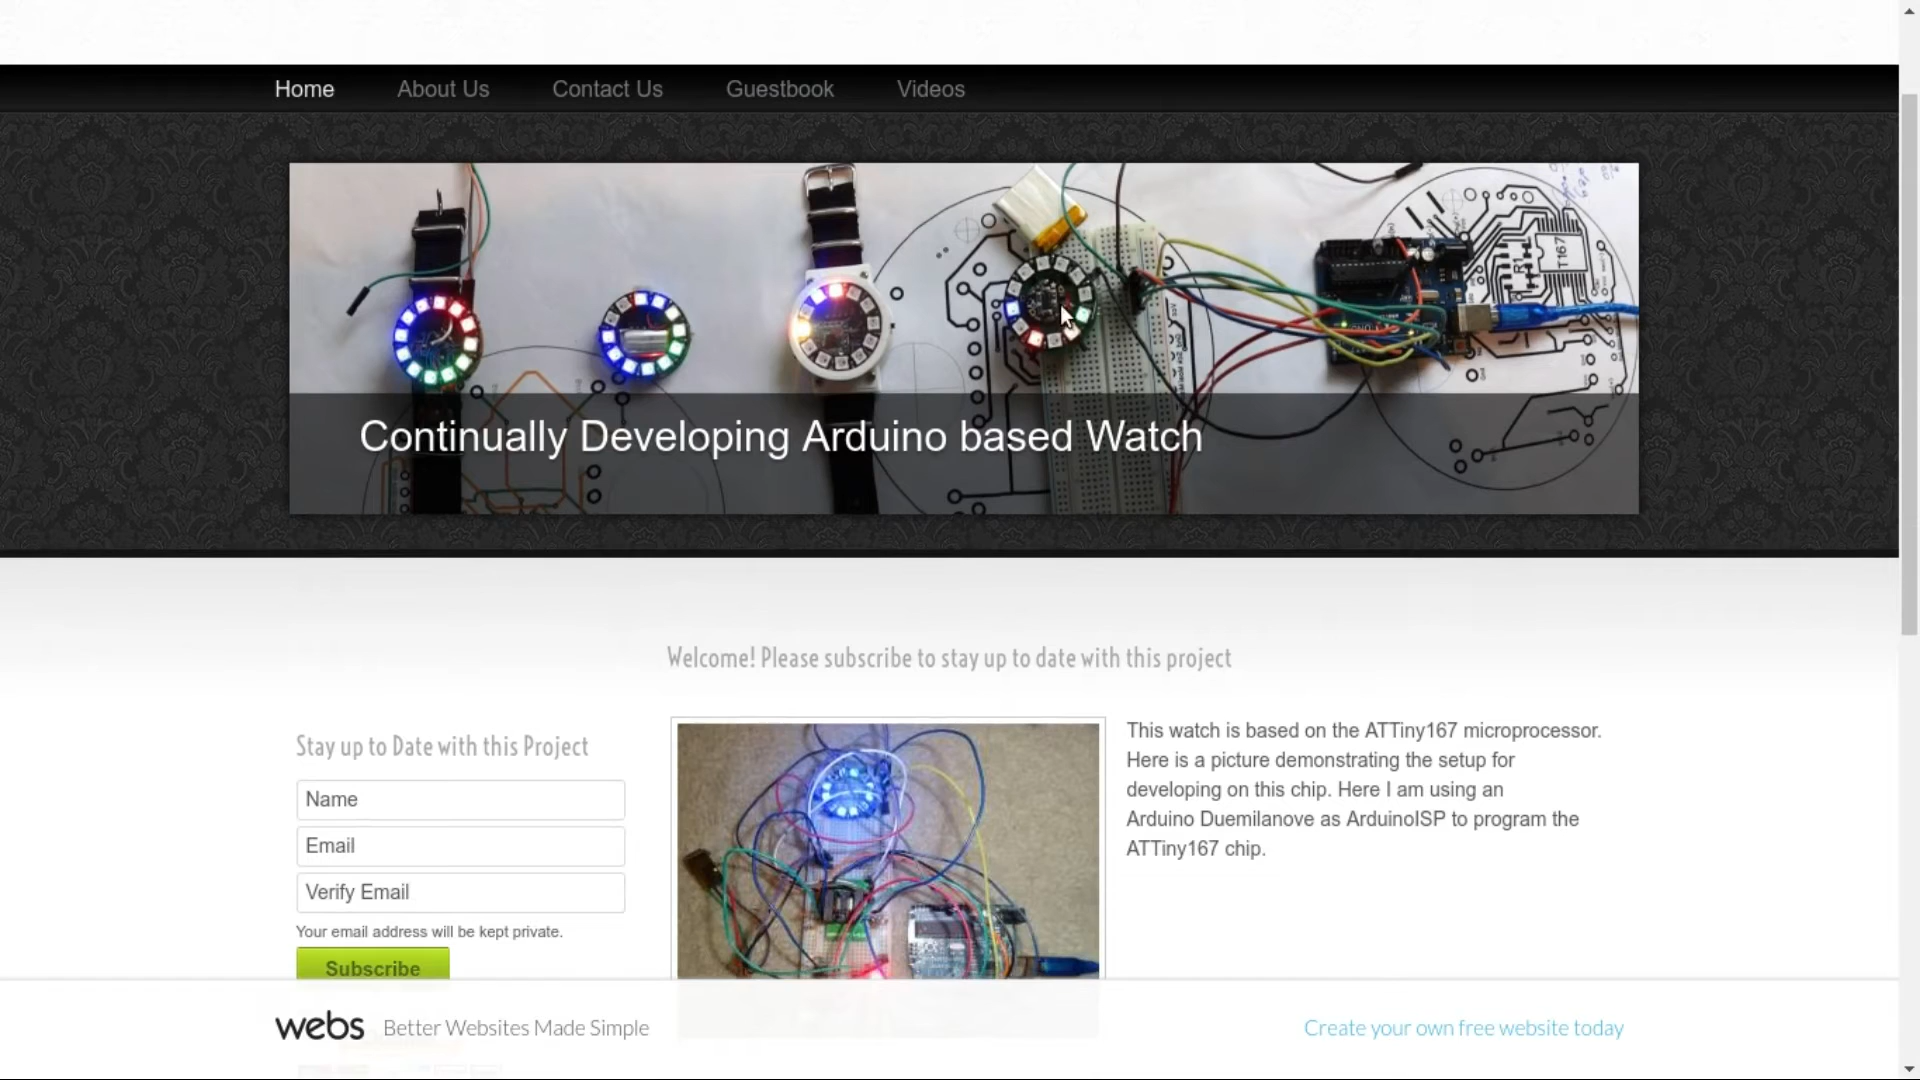 Home About Us Contact Us Guestbook Videos
T167
R1
Continually Developing Arduino based Watch
Welcome! Please subscribe to stay up to date with this project
Stay up to Date with this Project
Name
Email
Verify Email
Your email address will be kept private.
Subscribe
This watch is based on the ATTiny167 microprocessor.
Here is a picture demonstrating the setup for
developing on this chip. Here I am using an
Arduino Duemilanove as ArduinoISP to program the
ATTiny167 chip.
webs Better Websites Made Simple
Create your own free website today